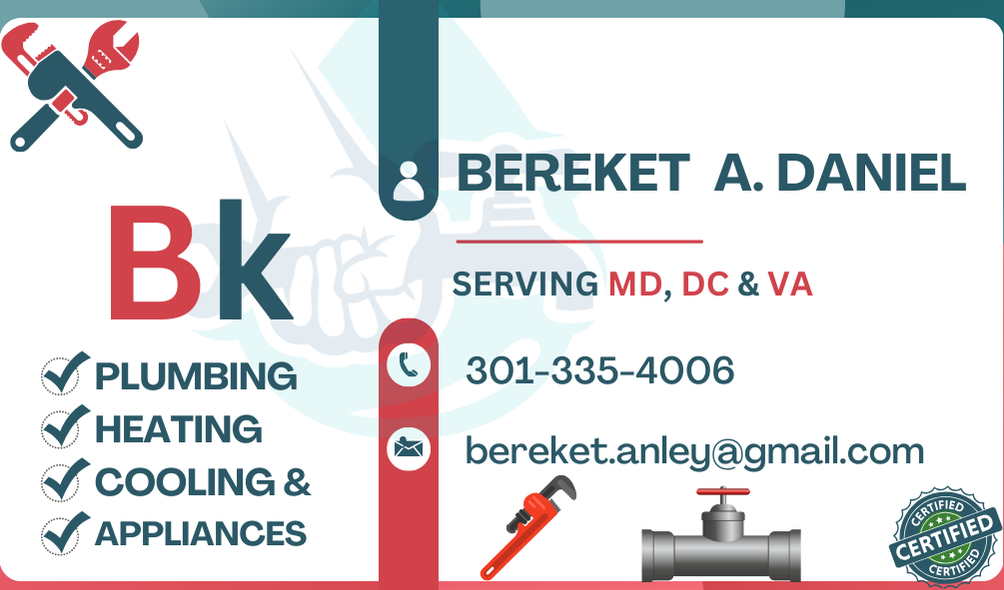 Bk
PLUMBING
HEATING
COOLING &
APPLIANCES
BEREKET A. DANIEL
SERVING MD, DC & VA
301-335-4006
bereket.anley@gmail.com
CERTIFIED
CERTIFIED
CERTIFIED